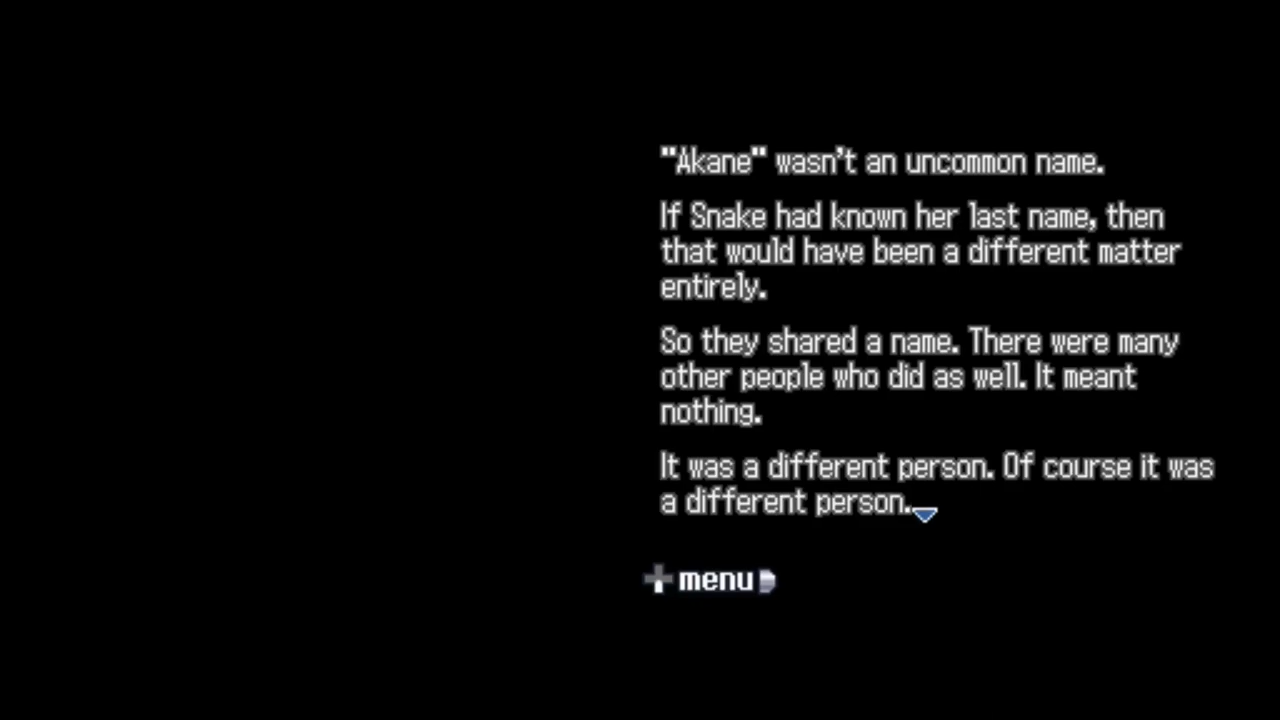 "Akane" wasn't an uncommon name.
If Snake had known her last name, then
that would have been a different matter
entirely.
So they shared a name. There were many
other people who did as well. It meant
nothing.
It was a different person. Of course it was
a different person.
menu